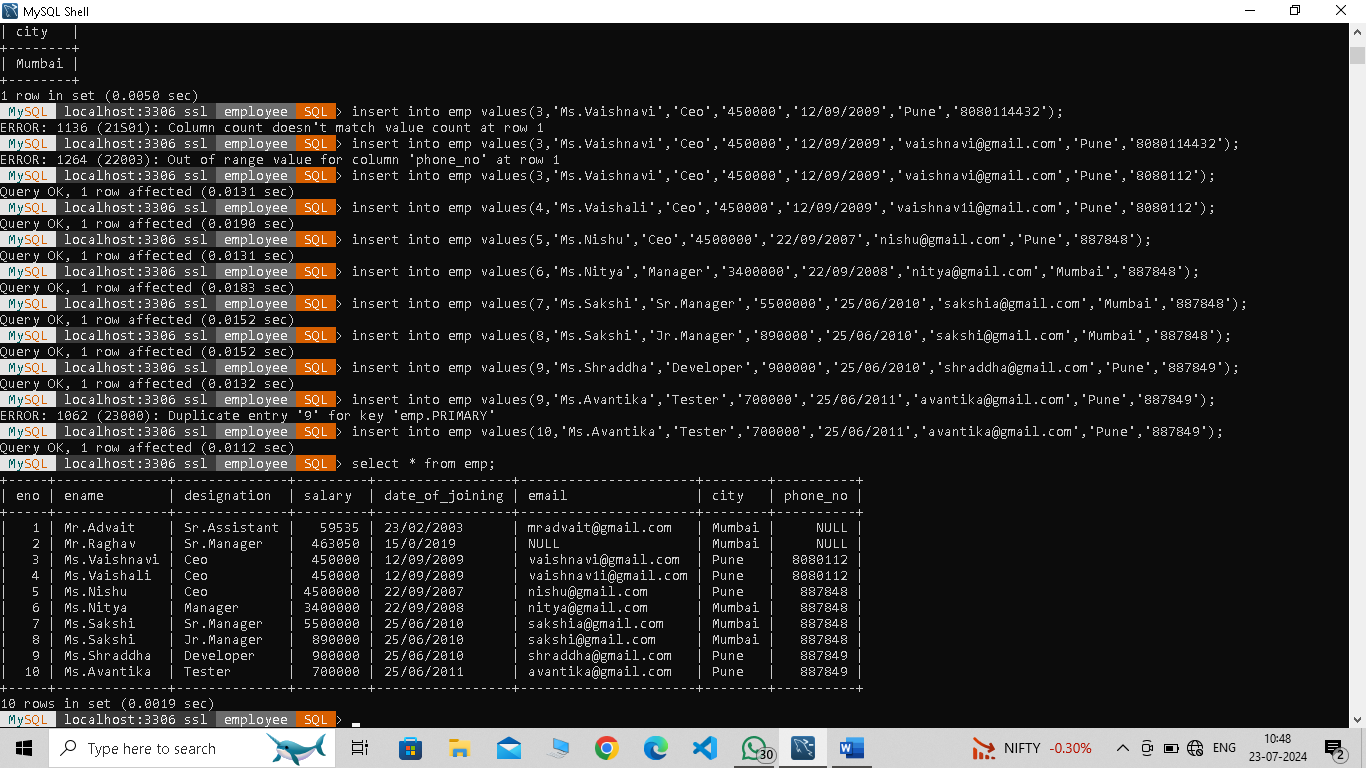 MySQL Shell
| city   |
+--------+
| Mumbai |
+--------+
1 row in set (0.0050 sec)
MySQL localhost:3306 ssl employee SQL > insert into emp values(3,'Ms.Vaishnavi','Ceo','450000','12/09/2009','Pune','8080114432');
ERROR: 1136 (21S01): Column count doesn't match value count at row 1
MySQL localhost:3306 ssl employee SQL > insert into emp values(3,'Ms.Vaishnavi','Ceo','450000','12/09/2009','vaishnavi@gmail.com','Pune','8080114432');
ERROR: 1264 (22003): Out of range value for column 'phone_no' at row 1
MySQL localhost:3306 ssl employee SQL > insert into emp values(3,'Ms.Vaishnavi','Ceo','450000','12/09/2009','vaishnavi@gmail.com','Pune','8080112');
Query OK, 1 row affected (0.0131 sec)
MySQL localhost:3306 ssl employee SQL > insert into emp values(4,'Ms.Vaishali','Ceo','450000','12/09/2009','vaishnav1i@gmail.com','Pune','8080112');
Query OK, 1 row affected (0.0190 sec)
MySQL localhost:3306 ssl employee SQL > insert into emp values(5,'Ms.Nishu','Ceo','4500000','22/09/2007','nishu@gmail.com','Pune','887848');
Query OK, 1 row affected (0.0131 sec)
MySQL localhost:3306 ssl employee SQL > insert into emp values(6,'Ms.Nitya','Manager','3400000','22/09/2008','nitya@gmail.com','Mumbai','887848');
Query OK, 1 row affected (0.0183 sec)
MySQL localhost:3306 ssl employee SQL > insert into emp values(7,'Ms.Sakshi','Sr.Manager','5500000','25/06/2010','sakshia@gmail.com','Mumbai','887848');
Query OK, 1 row affected (0.0152 sec)
MySQL localhost:3306 ssl employee SQL > insert into emp values(8,'Ms.Sakshi','Jr.Manager','890000','25/06/2010','sakshi@gmail.com','Mumbai','887848');
Query OK, 1 row affected (0.0152 sec)
MySQL localhost:3306 ssl employee SQL > insert into emp values(9,'Ms.Shraddha','Developer','900000','25/06/2010','shraddha@gmail.com','Pune','887849');
Query OK, 1 row affected (0.0132 sec)
MySQL localhost:3306 ssl employee SQL > insert into emp values(9,'Ms.Avantika','Tester','700000','25/06/2011','avantika@gmail.com','Pune','887849');
ERROR: 1062 (23000): Duplicate entry '9' for key 'emp.PRIMARY'
MySQL localhost:3306 ssl employee SQL > insert into emp values(10,'Ms.Avantika','Tester','700000','25/06/2011','avantika@gmail.com','Pune','887849');
Query OK, 1 row affected (0.0112 sec)
MySQL localhost:3306 ssl employee SQL > select * from emp;
+-----+--------------+--------------+---------+-----------------+----------------------+--------+----------+
| eno | ename        | designation  | salary  | date_of_joining | email                | city   | phone_no |
+-----+--------------+--------------+---------+-----------------+----------------------+--------+----------+
|   1 | Mr.Advait    | Sr.Assistant |   59535 | 23/02/2003      | mradvait@gmail.com   | Mumbai |     NULL |
|   2 | Mr.Raghav    | Sr.Manager   |  463050 | 15/0/2019       | NULL                 | Mumbai |     NULL |
|   3 | Ms.Vaishnavi | Ceo          |  450000 | 12/09/2009      | vaishnavi@gmail.com  | Pune   |  8080112 |
|   4 | Ms.Vaishali  | Ceo          |  450000 | 12/09/2009      | vaishnav1i@gmail.com | Pune   |  8080112 |
|   5 | Ms.Nishu     | Ceo          | 4500000 | 22/09/2007      | nishu@gmail.com      | Pune   |   887848 |
|   6 | Ms.Nitya     | Manager      | 3400000 | 22/09/2008      | nitya@gmail.com      | Mumbai |   887848 |
|   7 | Ms.Sakshi    | Sr.Manager   | 5500000 | 25/06/2010      | sakshia@gmail.com    | Mumbai |   887848 |
|   8 | Ms.Sakshi    | Jr.Manager   |  890000 | 25/06/2010      | sakshi@gmail.com     | Mumbai |   887848 |
|   9 | Ms.Shraddha  | Developer    |  900000 | 25/06/2010      | shraddha@gmail.com   | Pune   |   887849 |
|  10 | Ms.Avantika  | Tester       |  700000 | 25/06/2011      | avantika@gmail.com   | Pune   |   887849 |
+-----+--------------+--------------+---------+-----------------+----------------------+--------+----------+
10 rows in set (0.0019 sec)
MySQL localhost:3306 ssl employee SQL >
Type here to search
30
NIFTY -0.30%
ENG
10:48
23-07-2024
2